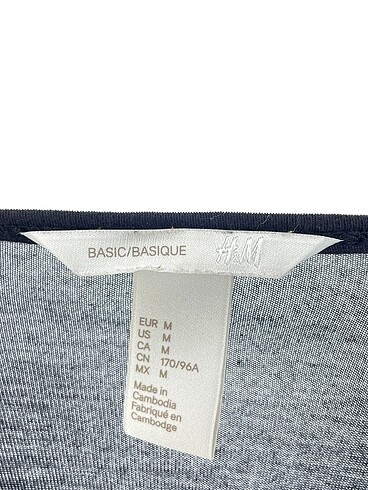 BASIC/BASIQUE H&M
EUR M
US M
CA M
CN 170/96A
MX M
Made in
Cambodia
Fabriqué en
Cambodge